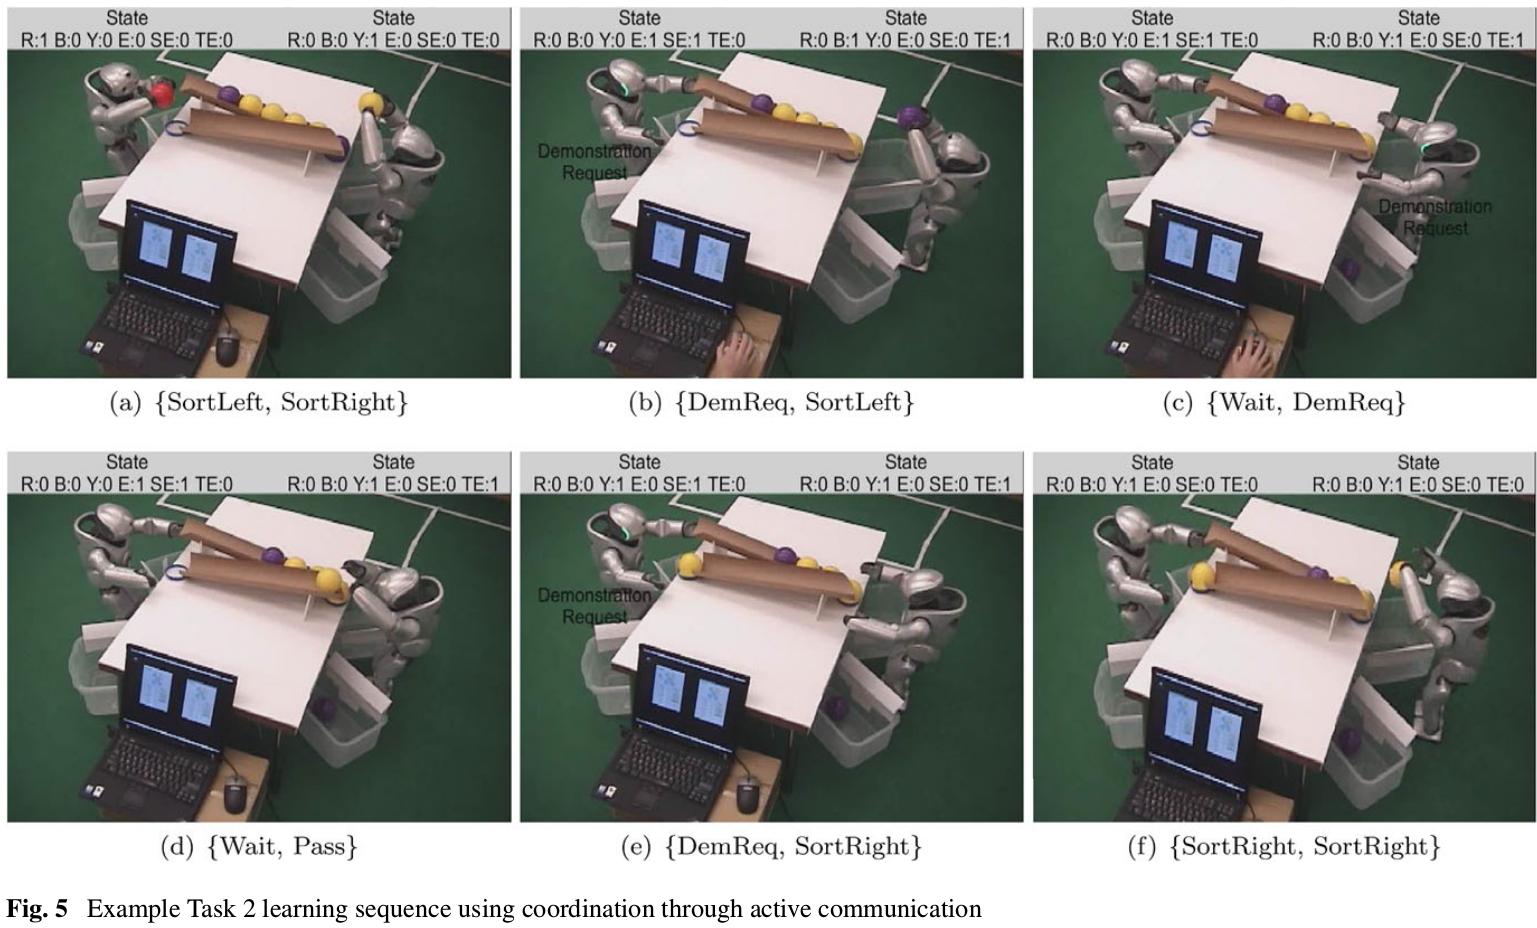 State State State State State State
R:1 B:0 Y:0 E:0 SE:0 TE:0 R:0 B:0 Y:1 E:0 SE:0 TE:0 R:0 B:0 Y:0 E:1 SE:1 TE:0 R:0 B:1 Y:0 E:0 SE:0 TE:1 R:0 B:0 Y:0 E:1 SE:1 TE:0 R:0 B:0 Y:1 E:0 SE:0 TE:1
Demonstration
Request
Demonstration
Request
(a) {SortLeft, SortRight} (b) {DemReq, SortLeft} (c) {Wait, DemReq}
State State State State State State
R:0 B:0 Y:0 E:1 SE:1 TE:0 R:0 B:0 Y:1 E:0 SE:0 TE:1 R:0 B:0 Y:1 E:0 SE:1 TE:0 R:0 B:0 Y:1 E:0 SE:0 TE:1 R:0 B:0 Y:1 E:0 SE:0 TE:0 R:0 B:0 Y:1 E:0 SE:0 TE:0
Demonstration
Request
(d) {Wait, Pass} (e) {DemReq, SortRight} (f) {SortRight, SortRight}
Fig. 5 Example Task 2 learning sequence using coordination through active communication